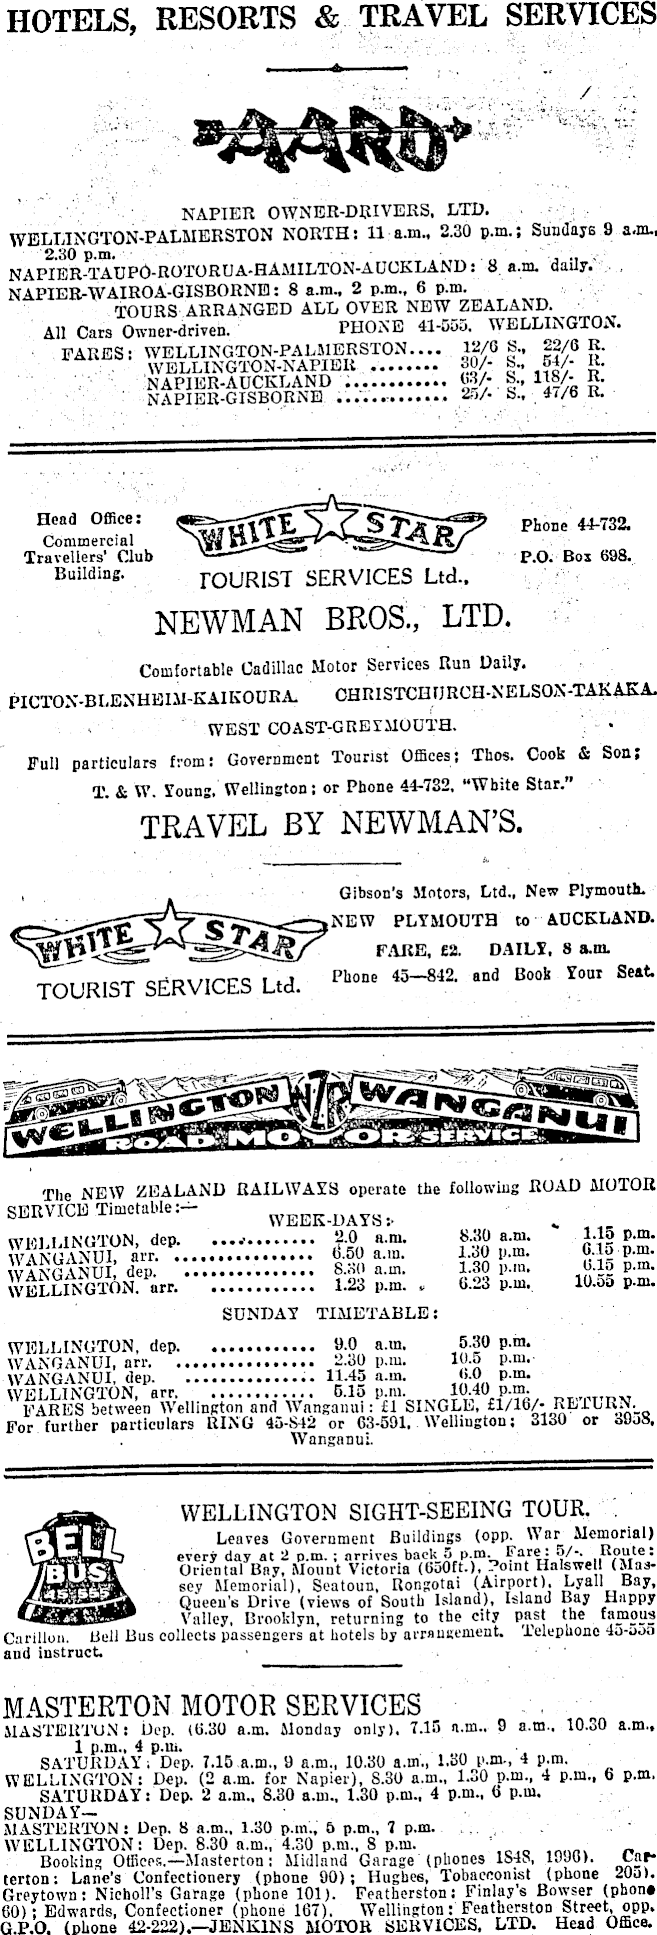 HOTELS, RESORTS & TRAVEL SERVICES
AARD
NAPIER OWNER-DRIVERS, LTD.
WELLINGTON-PALMERSTON NORTH: 11 a.m., 2.30 p.m.; Sundays 9 a.m.,
2.30 p.m.
NAPIER-TAUPO-ROTORUA-HAMILTON-AUCKLAND: 8 a.m. daily.
NAPIER-WAIROA-GISBORNE: 8 a.m., 2 p.m., 6 p.m.
TOURS ARRANGED ALL OVER NEW ZEALAND.
All Cars Owner-driven. PHONE 41-555, WELLINGTON.
FARES: WELLINGTON-PALMERSTON.... 12/6 S., 22/6 R.
WELLINGTON-NAPIER ........ 30/- S., 54/- R.
NAPIER-AUCKLAND ............ 63/- S., 118/- R.
NAPIER-GISBORNE ............. 25/- S., 47/6 R.
Head Office:
Commercial
Travellers' Club
Building.
WHITE STAR
TOURIST SERVICES Ltd.,
Phone 44-732.
P.O. Box 698.
NEWMAN BROS., LTD.
Comfortable Cadillac Motor Services Run Daily.
PICTON-BLENHEIM-KAIKOURA. CHRISTCHURCH-NELSON-TAKAKA.
WEST COAST-GREYMOUTH.
Full particulars from: Government Tourist Offices; Thos. Cook & Son;
T. & W. Young, Wellington; or Phone 44-732, "White Star."
TRAVEL BY NEWMAN'S.
WHITE STAR
TOURIST SERVICES Ltd.
Gibson's Motors, Ltd., New Plymouth.
NEW PLYMOUTH to AUCKLAND.
FARE, £2. DAILY, 8 a.m.
Phone 45—842, and Book Your Seat.
WELLINGTON NZR WANGANUI
ROAD MOTOR SERVICE
The NEW ZEALAND RAILWAYS operate the following ROAD MOTOR
SERVICE Timetable:—
WEEK-DAYS:
WELLINGTON, dep. ............ 2.0 a.m. 8.30 a.m. 1.15 p.m.
WANGANUI, arr. ................ 6.50 a.m. 1.30 p.m. 6.15 p.m.
WANGANUI, dep. ............... 8.30 a.m. 1.30 p.m. 6.15 p.m.
WELLINGTON, arr. ............ 1.23 p.m. 6.23 p.m. 10.55 p.m.
SUNDAY TIMETABLE:
WELLINGTON, dep. ............ 9.0 a.m. 5.30 p.m.
WANGANUI, arr. ................ 2.30 p.m. 10.5 p.m.
WANGANUI, dep. ............... 11.45 a.m. 6.0 p.m.
WELLINGTON, arr. ............ 5.15 p.m. 10.40 p.m.
FARES between Wellington and Wanganui: £1 SINGLE, £1/16/- RETURN.
For further particulars RING 45-842 or 63-591, Wellington; 3130 or 3958,
Wanganui.
BELL
BUS
45-555
WELLINGTON SIGHT-SEEING TOUR.
Leaves Government Buildings (opp. War Memorial)
every day at 2 p.m.; arrives back 5 p.m. Fare: 5/-. Route:
Oriental Bay, Mount Victoria (650ft.), Point Halswell (Mas-
sey Memorial), Seatoun, Rongotai (Airport), Lyall Bay,
Queen's Drive (views of South Island), Island Bay Happy
Valley, Brooklyn, returning to the city past the famous
Carillon. Bell Bus collects passengers at hotels by arrangement. Telephone 45-555
and instruct.
MASTERTON MOTOR SERVICES
MASTERTON: Dep. (6.30 a.m. Monday only), 7.15 a.m., 9 a.m., 10.30 a.m.,
1 p.m., 4 p.m.
SATURDAY: Dep. 7.15 a.m., 9 a.m., 10.30 a.m., 1.30 p.m., 4 p.m.
WELLINGTON: Dep. (2 a.m. for Napier), 8.30 a.m., 1.30 p.m., 4 p.m., 6 p.m.
SATURDAY: Dep. 2 a.m., 8.30 a.m., 1.30 p.m., 4 p.m., 6 p.m.
SUNDAY—
MASTERTON: Dep. 8 a.m., 1.30 p.m., 5 p.m., 7 p.m.
WELLINGTON: Dep. 8.30 a.m., 4.30 p.m., 8 p.m.
Booking Offices.—Masterton: Midland Garage (phones 1848, 1996). Car-
terton: Lane's Confectionery (phone 90); Hughes, Tobacconist (phone 205).
Greytown: Nicholl's Garage (phone 101). Featherston: Finlay's Bowser (phone
60); Edwards, Confectioner (phone 167). Wellington: Featherston Street, opp.
G.P.O. (phone 42-222).—JENKINS MOTOR SERVICES, LTD. Head Office.